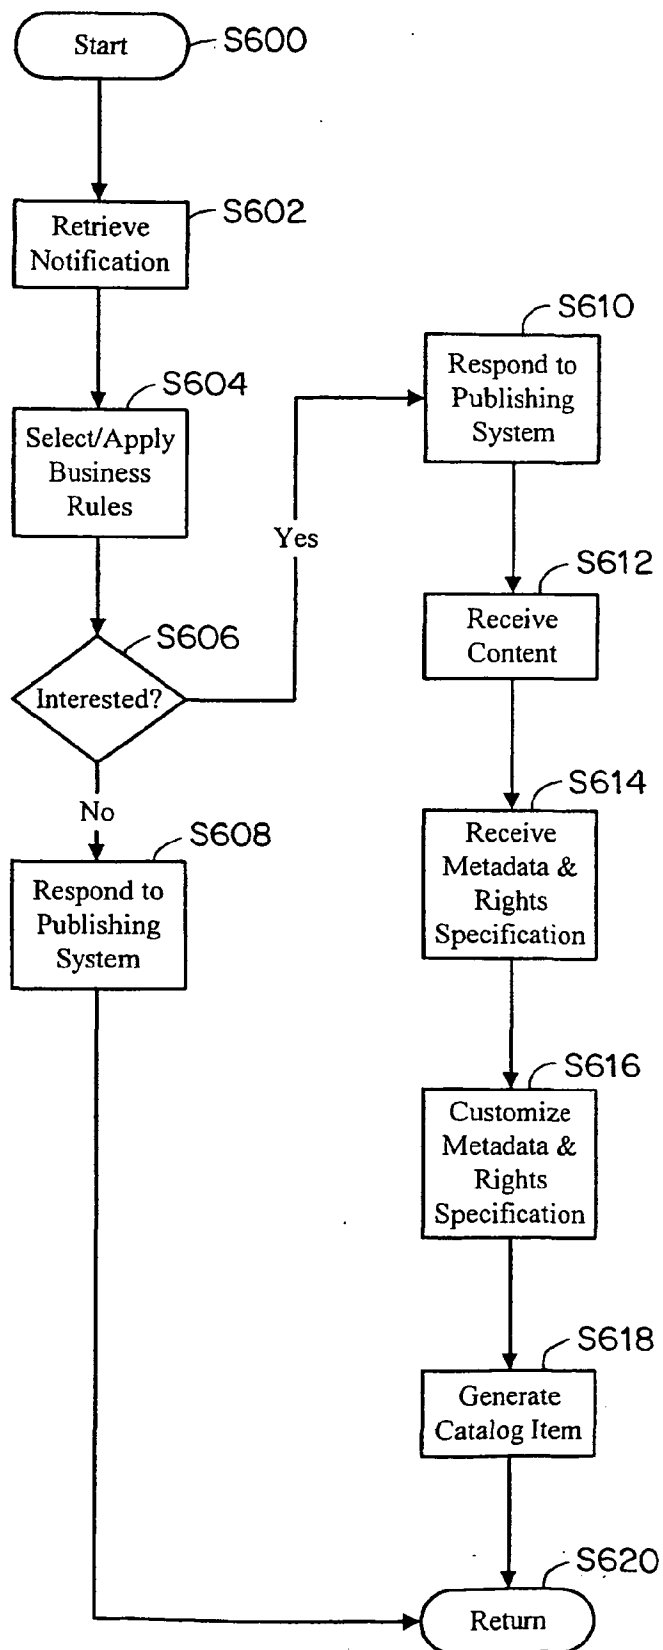 Start
S600
Retrieve
Notification
S602
Select/Apply
Business
Rules
S604
Interested?
S606
Yes
No
Respond to
Publishing
System
S608
Respond to
Publishing
System
S610
Receive
Content
S612
Receive
Metadata &
Rights
Specification
S614
Customize
Metadata &
Rights
Specification
S616
Generate
Catalog Item
S618
Return
S620